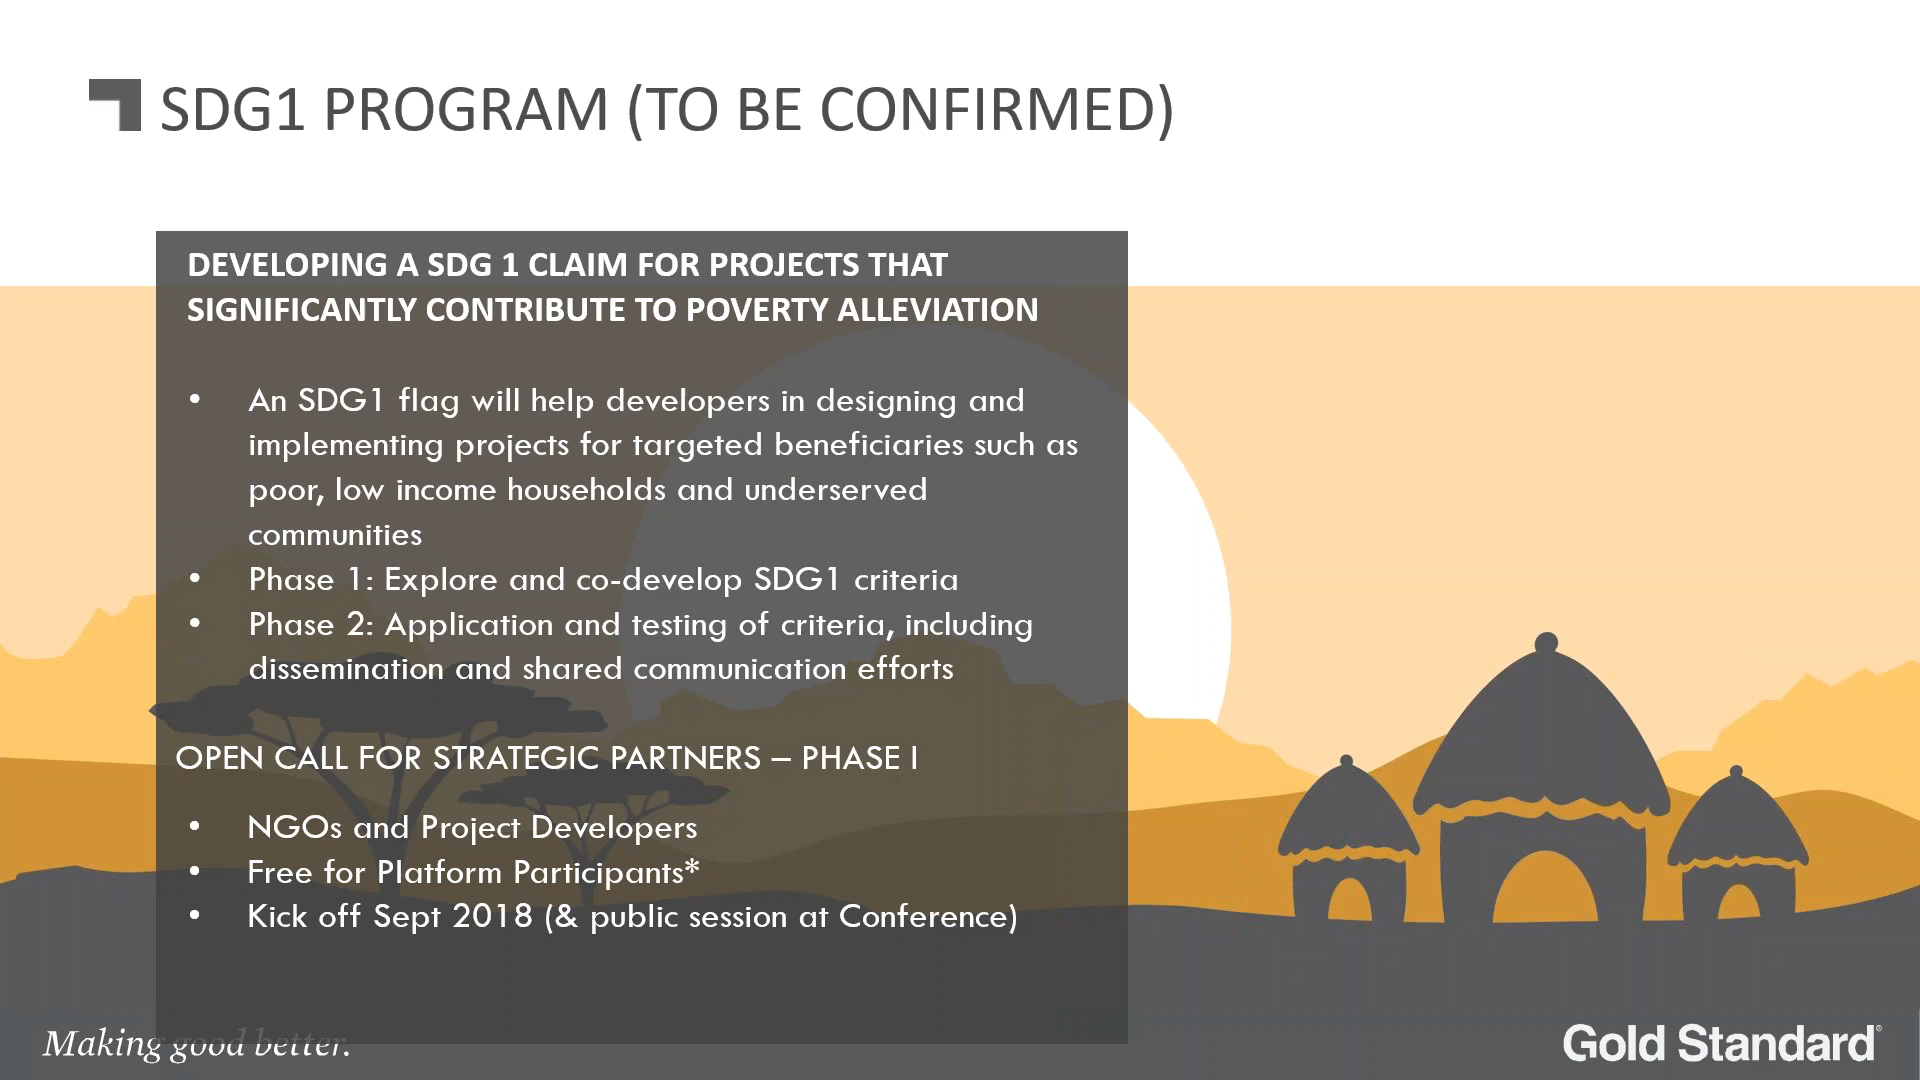 SDG1 PROGRAM (TO BE CONFIRMED)
DEVELOPING A SDG 1 CLAIM FOR PROJECTS THAT
SIGNIFICANTLY CONTRIBUTE TO POVERTY ALLEVIATION
• An SDG1 flag will help developers in designing and
implementing projects for targeted beneficiaries such as
poor, low income households and underserved
communities
• Phase 1: Explore and co-develop SDG1 criteria
• Phase 2: Application and testing of criteria, including
dissemination and shared communication efforts
OPEN CALL FOR STRATEGIC PARTNERS – PHASE I
• NGOs and Project Developers
• Free for Platform Participants*
• Kick off Sept 2018 (& public session at Conference)
Making good better.
Gold Standard®